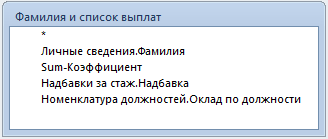 Фамилия и список выплат
*
Личные сведения.Фамилия
Sum-Коэффициент
Надбавки за стаж.Надбавка
Номенклатура должностей.Оклад по должности